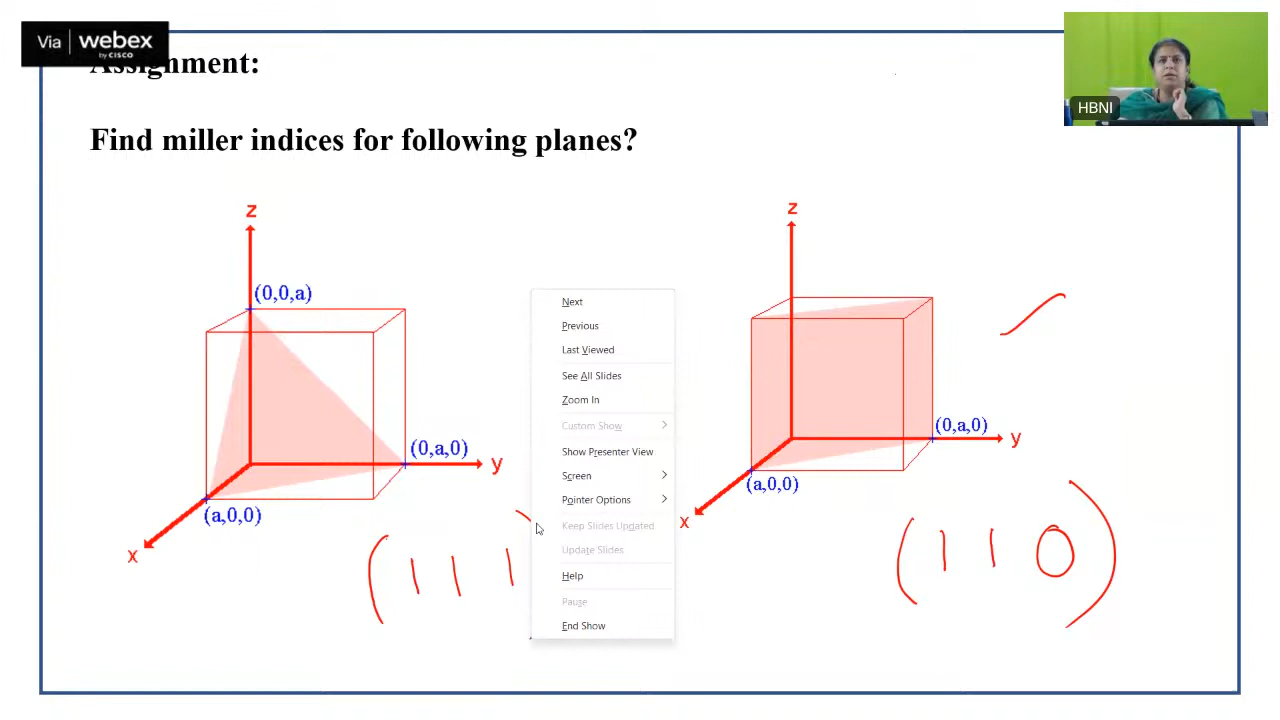 Via webex
by CISCO
Assignment:
HBNI
Find miller indices for following planes?
z
(0,0,a)
(0,a,0)
y
(a,0,0)
x
(1 1 1)
Next
Previous
Last Viewed
See All Slides
Zoom In
Custom Show
Show Presenter View
Screen
Pointer Options
Keep Slides Updated
Update Slides
Help
Pause
End Show
z
(0,a,0)
y
(a,0,0)
x
(1 1 0)